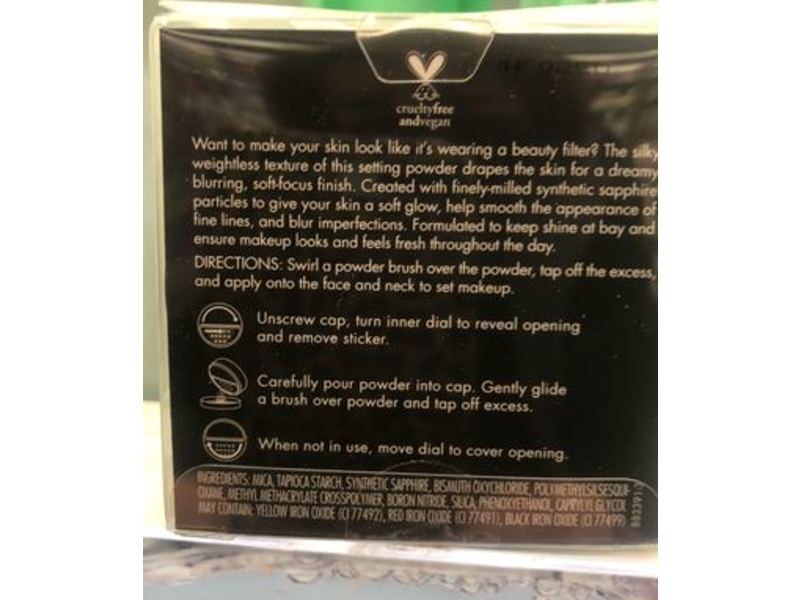 crueltyfree
andvegan
Want to make your skin look like it's wearing a beauty filter? The silky
weightless texture of this setting powder drapes the skin for a dreamy
blurring, soft-focus finish. Created with finely-milled synthetic sapphire
particles to give your skin a soft glow, help smooth the appearance of
fine lines, and blur imperfections. Formulated to keep shine at bay and
ensure makeup looks and feels fresh throughout the day.
DIRECTIONS: Swirl a powder brush over the powder, tap off the excess,
and apply onto the face and neck to set makeup.
Unscrew cap, turn inner dial to reveal opening
and remove sticker.
Carefully pour powder into cap. Gently glide
a brush over powder and tap off excess.
When not in use, move dial to cover opening.
INGREDIENTS: MICA, TAPIOCA STARCH, SYNTHETIC SAPPHIRE, BISMUTH OXYCHLORIDE, POLYMETHYLSILSESQUI-
OXANE, METHYL METHACRYLATE CROSSPOLYMER, BORON NITRIDE, SILICA, PHENOXYETHANOL, CAPRYLYL GLYCOL
MAY CONTAIN: YELLOW IRON OXIDE (CI 77492), RED IRON OXIDE (CI 77491), BLACK IRON OXIDE (CI 77499)